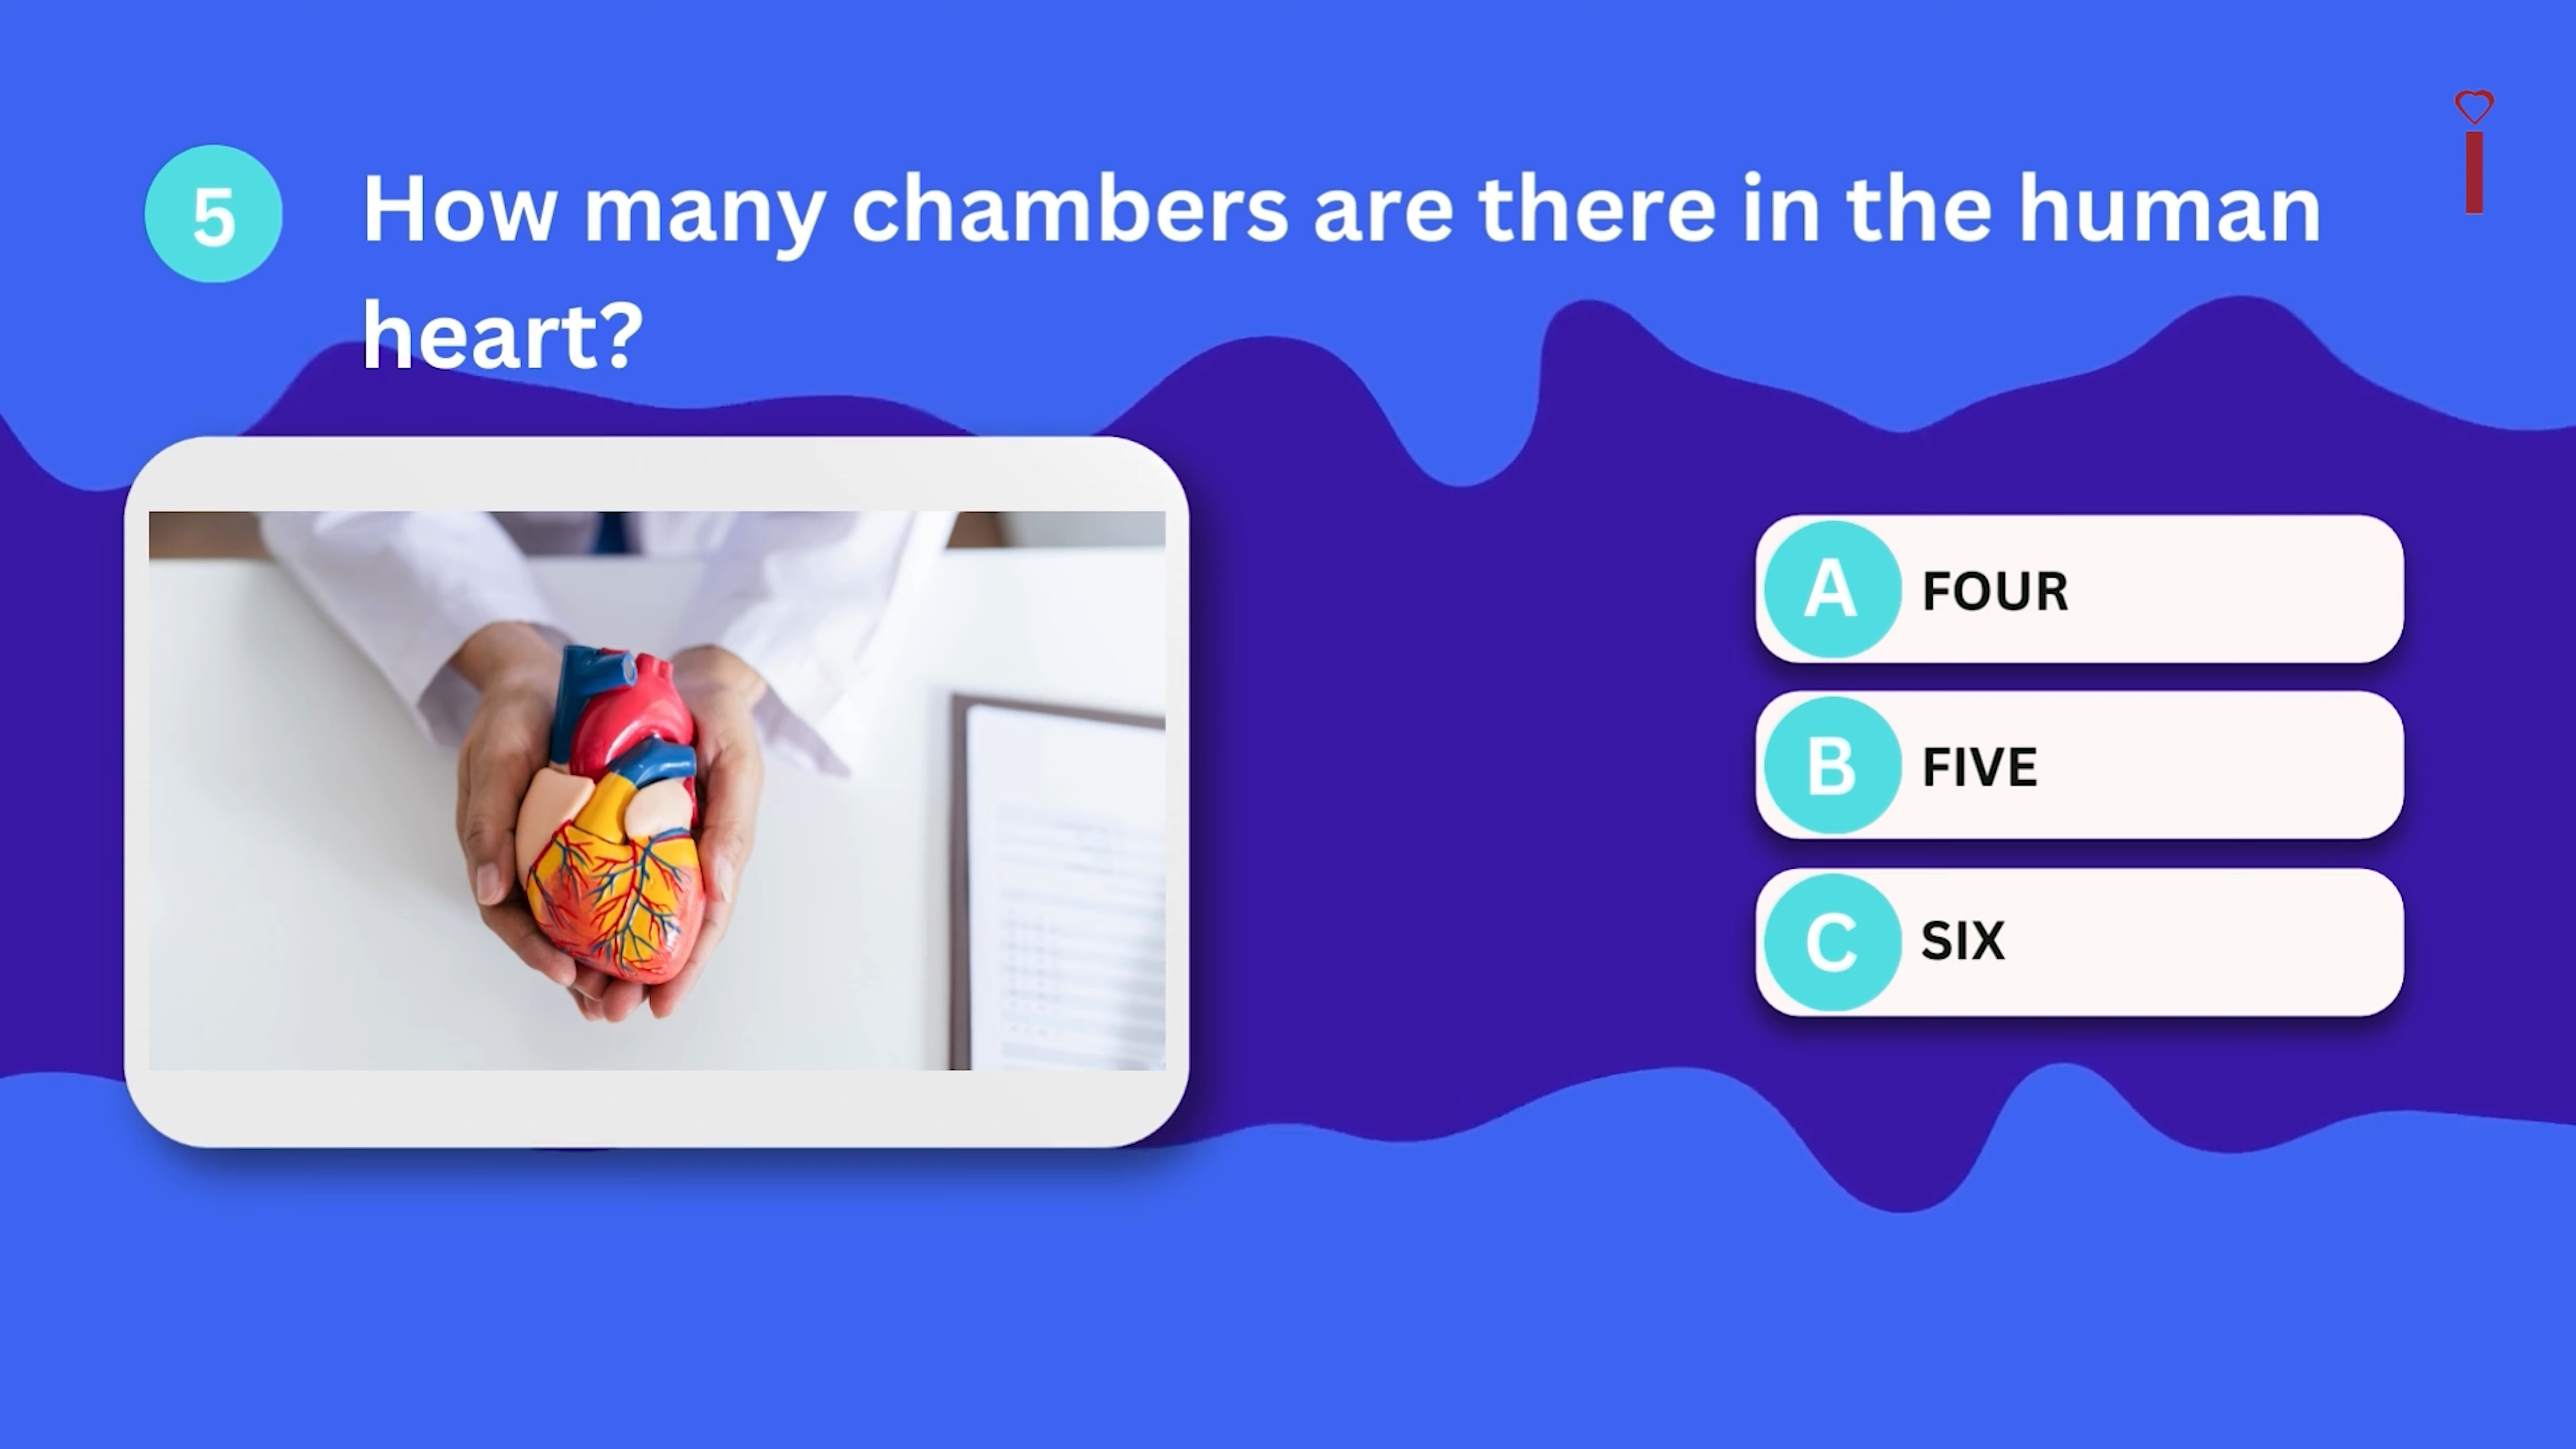 5
How many chambers are there in the human
heart?
A FOUR
B FIVE
C SIX